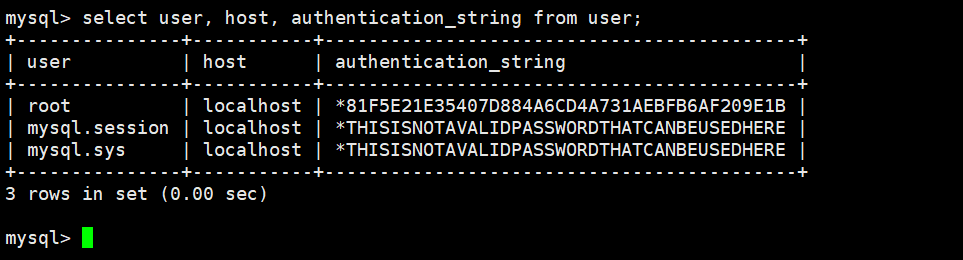 mysql> select user, host, authentication_string from user;
+---------------+-----------+-------------------------------------------+
| user          | host      | authentication_string                     |
+---------------+-----------+-------------------------------------------+
| root          | localhost | *81F5E21E35407D884A6CD4A731AEBFB6AF209E1B |
| mysql.session | localhost | *THISISNOTAVALIDPASSWORDTHATCANBEUSEDHERE |
| mysql.sys     | localhost | *THISISNOTAVALIDPASSWORDTHATCANBEUSEDHERE |
+---------------+-----------+-------------------------------------------+
3 rows in set (0.00 sec)
mysql>